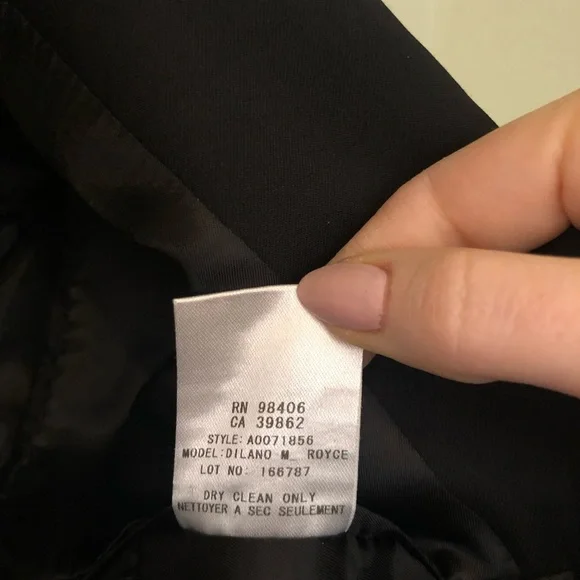 RN 98406
CA 39862
STYLE: A0071856
MODEL: DILANO M_ ROYCE
LOT NO: 166787
DRY CLEAN ONLY
NETTOYER A SEC SEULEMENT